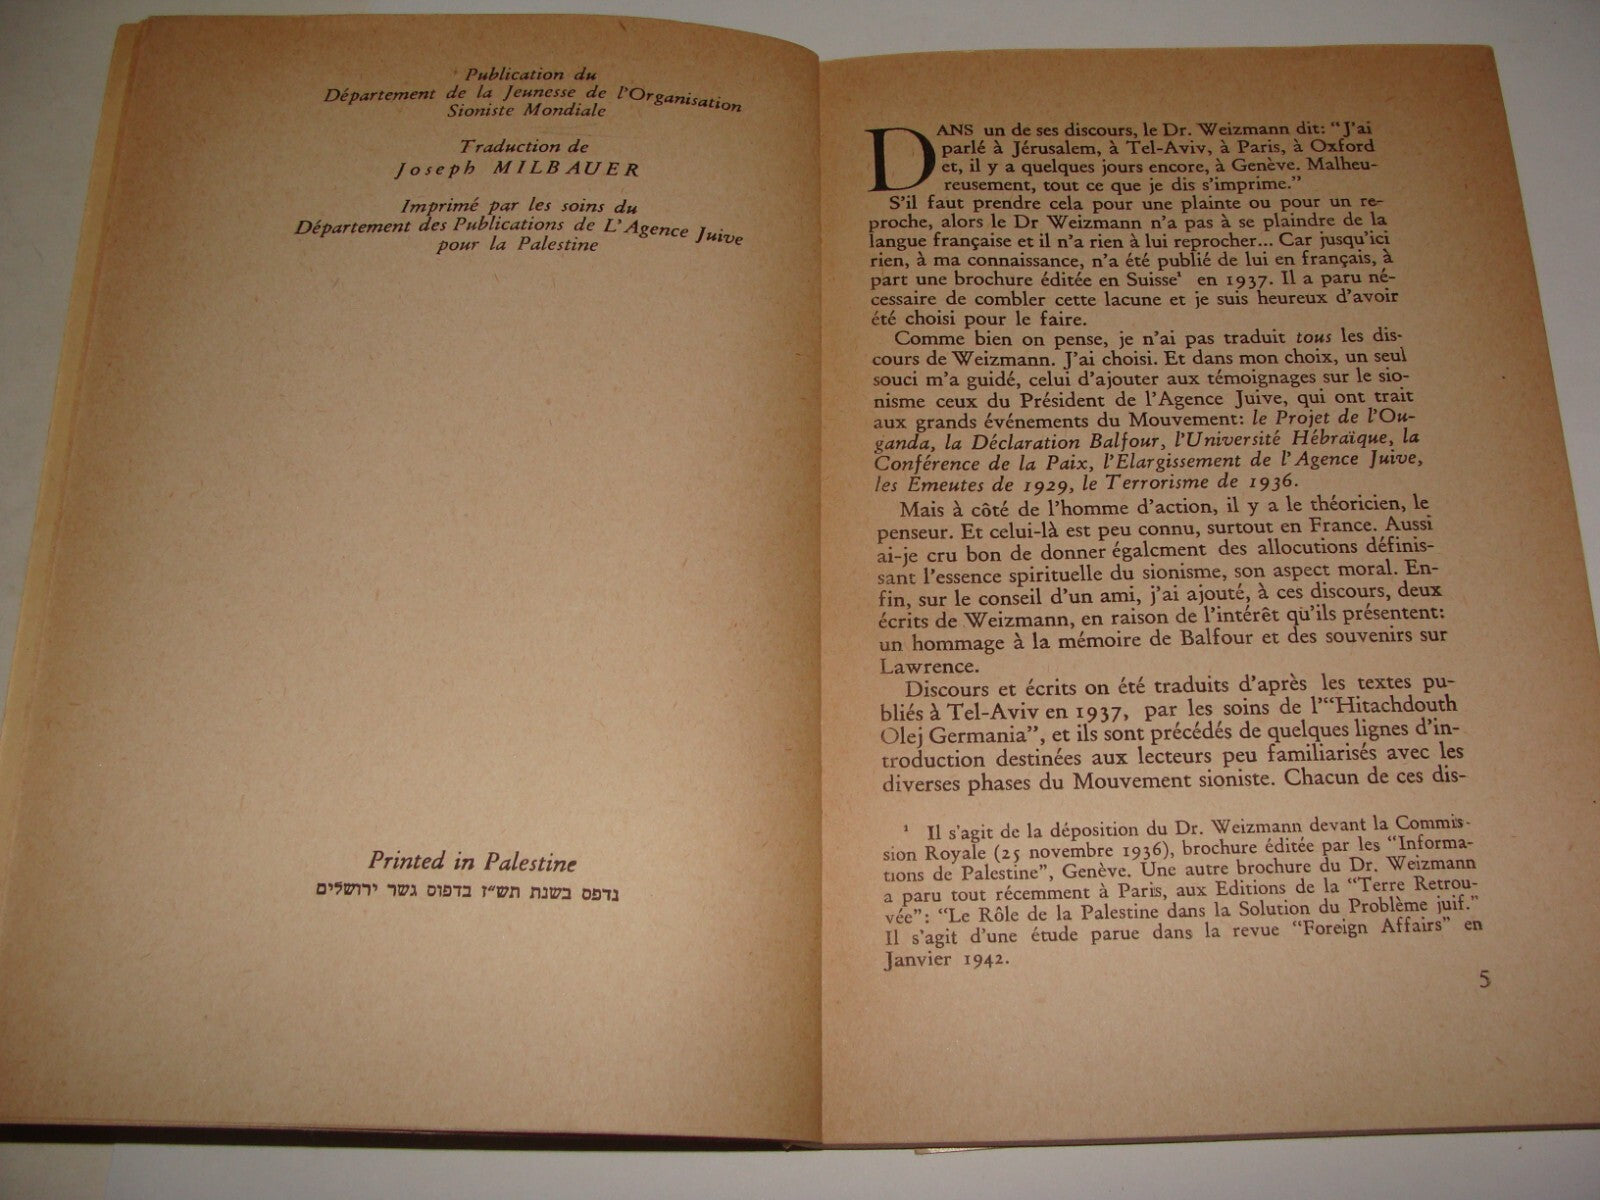 Publication du
Département de la Jeunesse de l'Organisation
Sioniste Mondiale
Traduction de
Joseph MILBAUER
Imprimé par les soins du
Département des Publications de L'Agence Juive
pour la Palestine
Printed in Palestine
נדפס בשנת תש״ז בדפוס גשר ירושלים
DANS un de ses discours, le Dr. Weizmann dit: "J'ai
parlé à Jérusalem, à Tel-Aviv, à Paris, à Oxford
et, il y a quelques jours encore, à Genève. Malheu-
reusement, tout ce que je dis s'imprime."
S'il faut prendre cela pour une plainte ou pour un re-
proche, alors le Dr Weizmann n'a pas à se plaindre de la
langue française et il n'a rien à lui reprocher... Car jusqu'ici
rien, à ma connaissance, n'a été publié de lui en français, à
part une brochure éditée en Suisse¹ en 1937. Il a paru né-
cessaire de combler cette lacune et je suis heureux d'avoir
été choisi pour le faire.
Comme bien on pense, je n'ai pas traduit tous les dis-
cours de Weizmann. J'ai choisi. Et dans mon choix, un seul
souci m'a guidé, celui d'ajouter aux témoignages sur le sio-
nisme ceux du Président de l'Agence Juive, qui ont trait
aux grands événements du Mouvement: le Projet de l'Ou-
ganda, la Déclaration Balfour, l'Université Hébraïque, la
Conférence de la Paix, l'Elargissement de l'Agence Juive,
les Emeutes de 1929, le Terrorisme de 1936.
Mais à côté de l'homme d'action, il y a le théoricien, le
penseur. Et celui-là est peu connu, surtout en France. Aussi
ai-je cru bon de donner également des allocutions définis-
sant l'essence spirituelle du sionisme, son aspect moral. En-
fin, sur le conseil d'un ami, j'ai ajouté, à ces discours, deux
écrits de Weizmann, en raison de l'intérêt qu'ils présentent:
un hommage à la mémoire de Balfour et des souvenirs sur
Lawrence.
Discours et écrits on été traduits d'après les textes pu-
bliés à Tel-Aviv en 1937, par les soins de l'"Hitachdouth
Olej Germania", et ils sont précédés de quelques lignes d'in-
troduction destinées aux lecteurs peu familiarisés avec les
diverses phases du Mouvement sioniste. Chacun de ces dis-
¹ Il s'agit de la déposition du Dr. Weizmann devant la Commis-
sion Royale (25 novembre 1936), brochure éditée par les "Informa-
tions de Palestine", Genève. Une autre brochure du Dr. Weizmann
a paru tout récemment à Paris, aux Editions de la "Terre Retrou-
vée": "Le Rôle de la Palestine dans la Solution du Problème juif."
Il s'agit d'une étude parue dans la revue "Foreign Affairs" en
Janvier 1942.
5